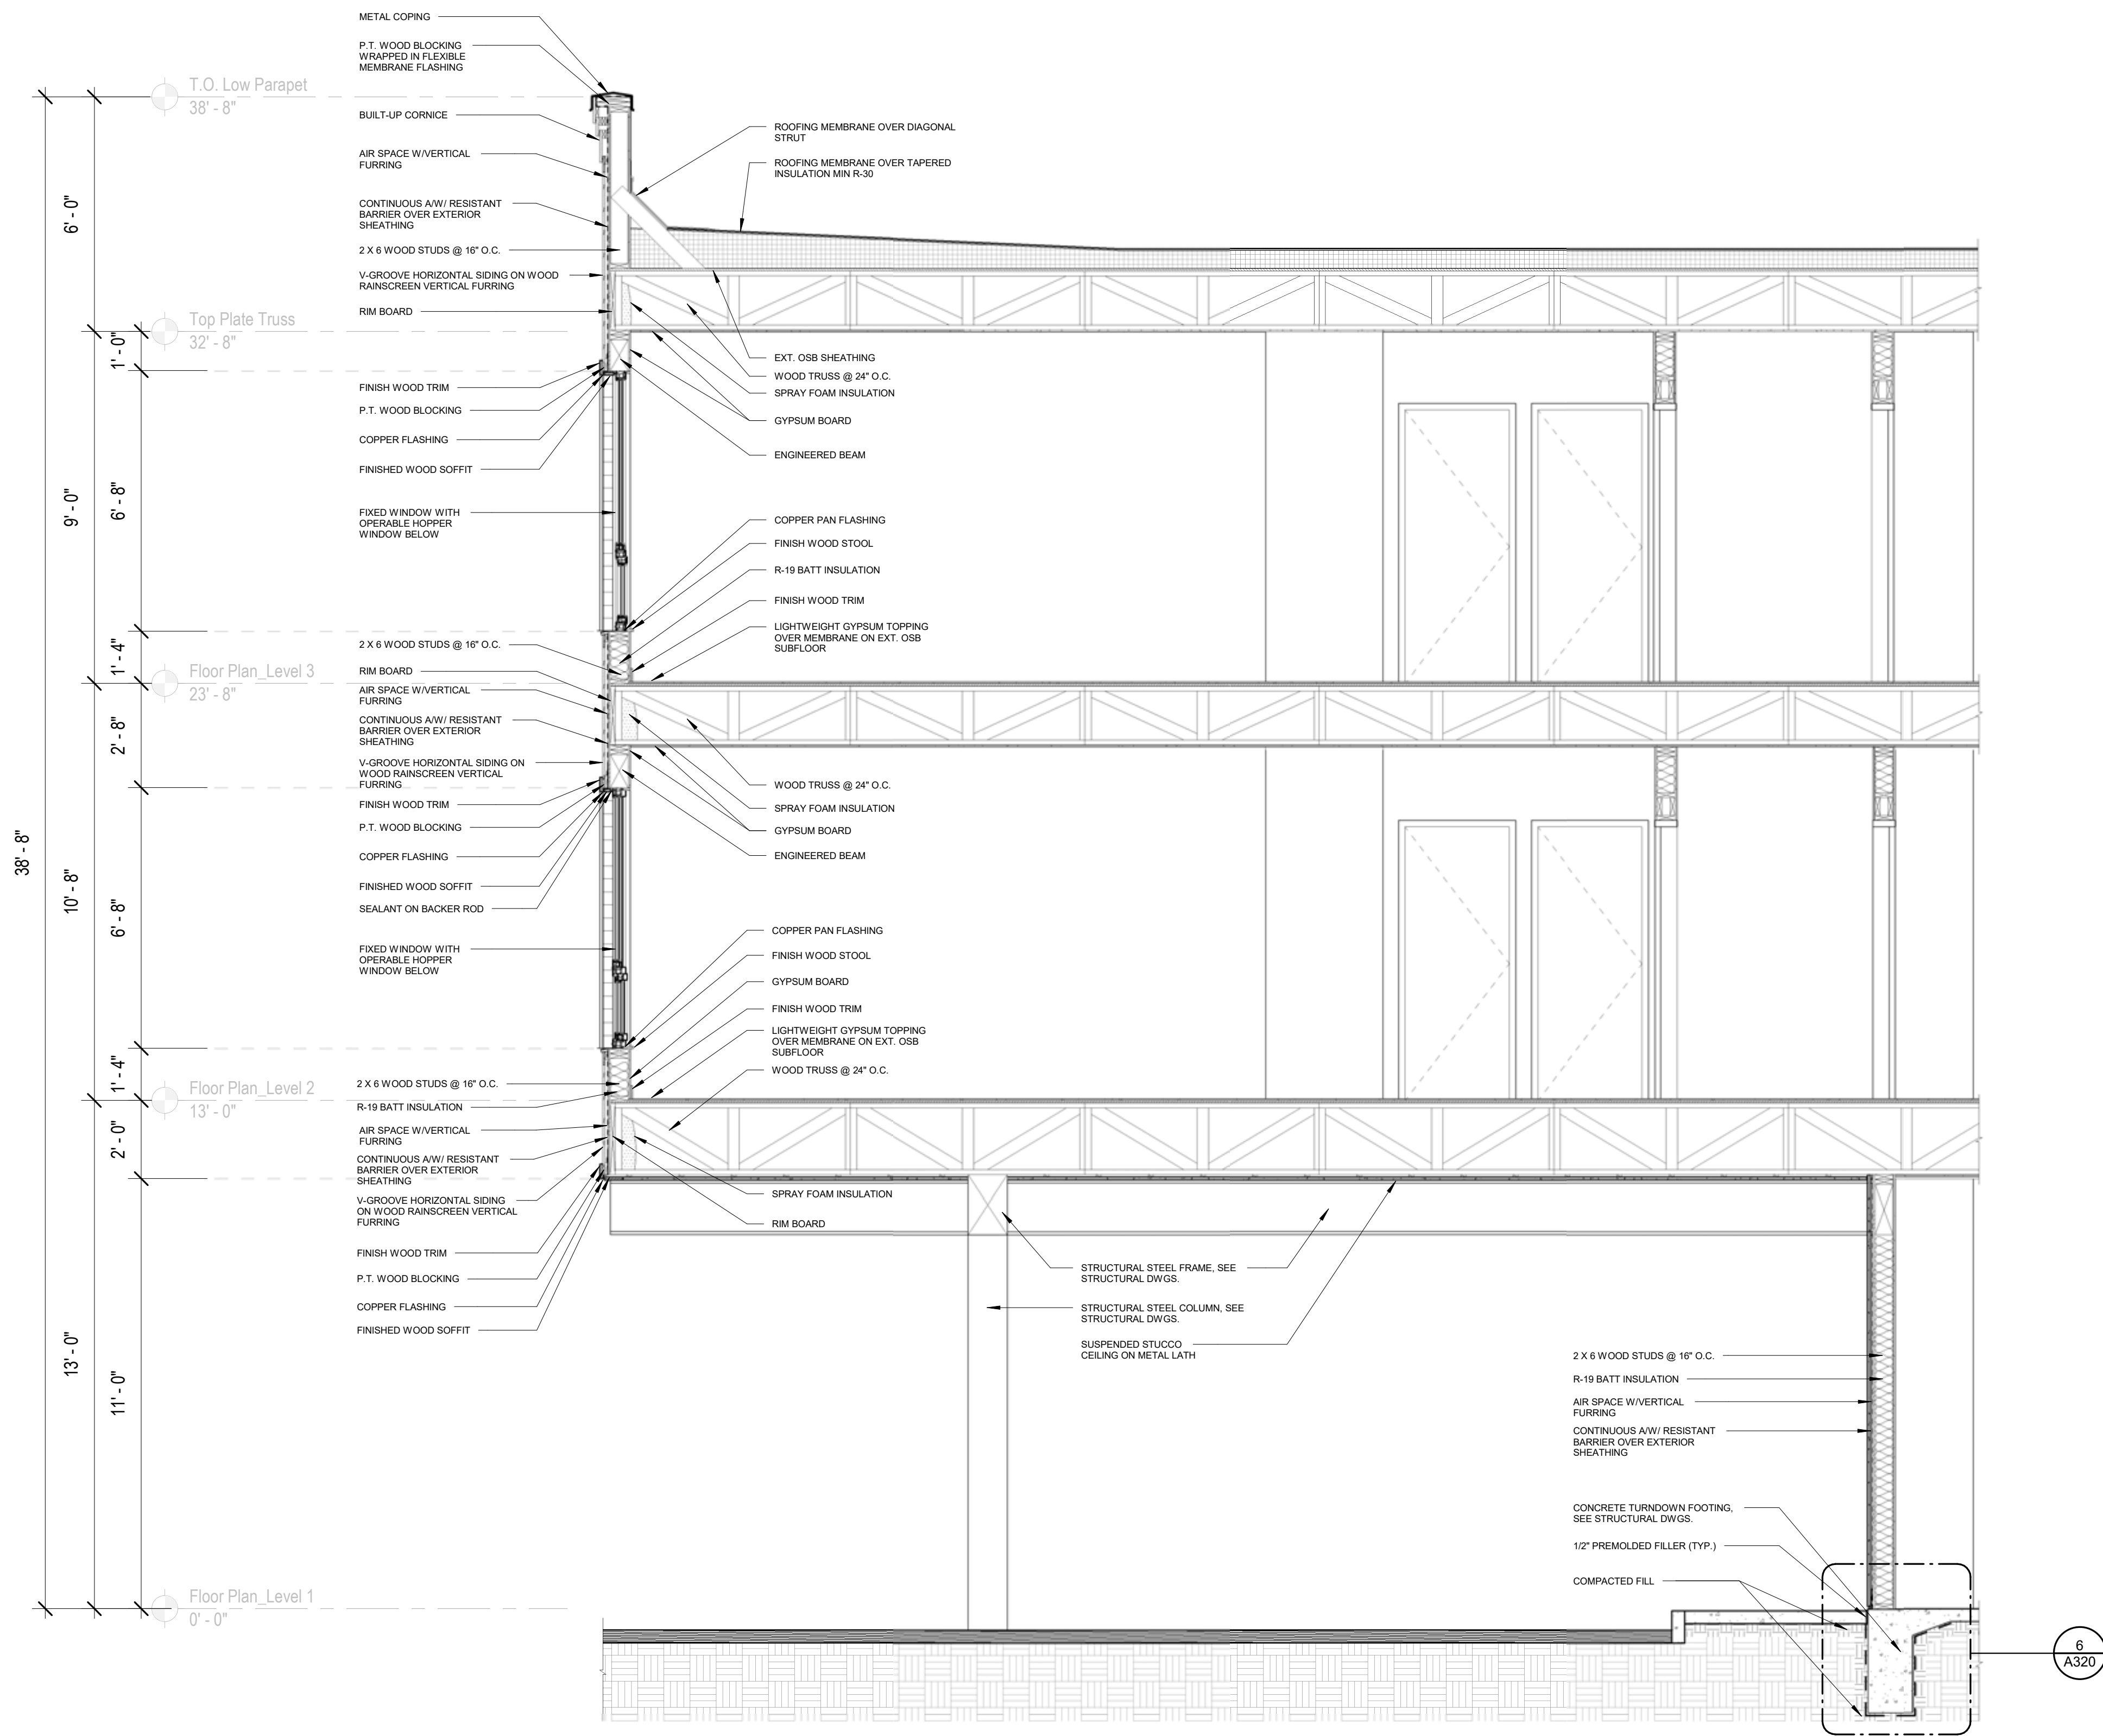 METAL COPING
P.T. WOOD BLOCKING
WRAPPED IN FLEXIBLE
MEMBRANE FLASHING
T.O. Low Parapet
38' - 8"
BUILT-UP CORNICE
AIR SPACE W/VERTICAL
FURRING
CONTINUOUS A/W/ RESISTANT
BARRIER OVER EXTERIOR
SHEATHING
2 X 6 WOOD STUDS @ 16" O.C.
V-GROOVE HORIZONTAL SIDING ON WOOD
RAINSCREEN VERTICAL FURRING
RIM BOARD
ROOFING MEMBRANE OVER DIAGONAL
STRUT
ROOFING MEMBRANE OVER TAPERED
INSULATION MIN R-30
6' - 0"
Top Plate Truss
32' - 8"
1' - 0"
FINISH WOOD TRIM
P.T. WOOD BLOCKING
COPPER FLASHING
FINISHED WOOD SOFFIT
EXT. OSB SHEATHING
WOOD TRUSS @ 24" O.C.
SPRAY FOAM INSULATION
GYPSUM BOARD
ENGINEERED BEAM
9' - 0"
6' - 8"
FIXED WINDOW WITH
OPERABLE HOPPER
WINDOW BELOW
COPPER PAN FLASHING
FINISH WOOD STOOL
R-19 BATT INSULATION
FINISH WOOD TRIM
LIGHTWEIGHT GYPSUM TOPPING
OVER MEMBRANE ON EXT. OSB
SUBFLOOR
1' - 4"
Floor Plan_Level 3
23' - 8"
2 X 6 WOOD STUDS @ 16" O.C.
RIM BOARD
AIR SPACE W/VERTICAL
FURRING
CONTINUOUS A/W/ RESISTANT
BARRIER OVER EXTERIOR
SHEATHING
V-GROOVE HORIZONTAL SIDING ON
WOOD RAINSCREEN VERTICAL
FURRING
FINISH WOOD TRIM
P.T. WOOD BLOCKING
COPPER FLASHING
FINISHED WOOD SOFFIT
SEALANT ON BACKER ROD
2' - 8"
WOOD TRUSS @ 24" O.C.
SPRAY FOAM INSULATION
GYPSUM BOARD
ENGINEERED BEAM
38' - 8"
10' - 8"
6' - 8"
FIXED WINDOW WITH
OPERABLE HOPPER
WINDOW BELOW
COPPER PAN FLASHING
FINISH WOOD STOOL
GYPSUM BOARD
FINISH WOOD TRIM
LIGHTWEIGHT GYPSUM TOPPING
OVER MEMBRANE ON EXT. OSB
SUBFLOOR
WOOD TRUSS @ 24" O.C.
1' - 4"
Floor Plan_Level 2
13' - 0"
2' - 0"
2 X 6 WOOD STUDS @ 16" O.C.
R-19 BATT INSULATION
AIR SPACE W/VERTICAL
FURRING
CONTINUOUS A/W/ RESISTANT
BARRIER OVER EXTERIOR
SHEATHING
V-GROOVE HORIZONTAL SIDING
ON WOOD RAINSCREEN VERTICAL
FURRING
FINISH WOOD TRIM
P.T. WOOD BLOCKING
COPPER FLASHING
FINISHED WOOD SOFFIT
SPRAY FOAM INSULATION
RIM BOARD
STRUCTURAL STEEL FRAME, SEE
STRUCTURAL DWGS.
STRUCTURAL STEEL COLUMN, SEE
STRUCTURAL DWGS.
SUSPENDED STUCCO
CEILING ON METAL LATH
13' - 0"
11' - 0"
2 X 6 WOOD STUDS @ 16" O.C.
R-19 BATT INSULATION
AIR SPACE W/VERTICAL
FURRING
CONTINUOUS A/W/ RESISTANT
BARRIER OVER EXTERIOR
SHEATHING
CONCRETE TURNDOWN FOOTING,
SEE STRUCTURAL DWGS.
1/2" PREMOLDED FILLER (TYP.)
COMPACTED FILL
Floor Plan_Level 1
0' - 0"
6
A320